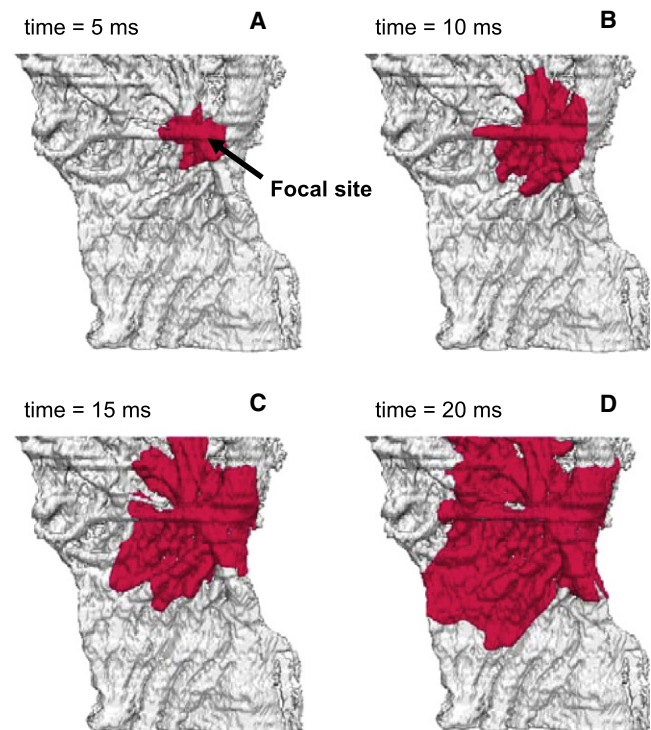 time = 5 ms
A
time = 10 ms
B
Focal site
time = 15 ms
C
time = 20 ms
D